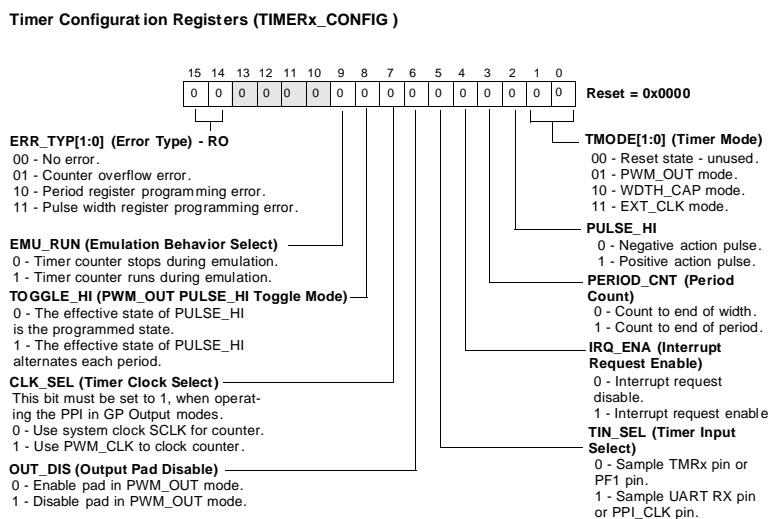 Timer Configuration Registers (TIMERx_CONFIG )
15 14 13 12 11 10 9 8 7 6 5 4 3 2 1 0
0 0 0 0 0 0 0 0 0 0 0 0 0 0 0 0 Reset = 0x0000
ERR_TYP[1:0] (Error Type) - RO
00 - No error.
01 - Counter overflow error.
10 - Period register programming error.
11 - Pulse width register programming error.
EMU_RUN (Emulation Behavior Select)
0 - Timer counter stops during emulation.
1 - Timer counter runs during emulation.
TOGGLE_HI (PWM_OUT PULSE_HI Toggle Mode)
0 - The effective state of PULSE_HI
is the programmed state.
1 - The effective state of PULSE_HI
alternates each period.
CLK_SEL (Timer Clock Select)
This bit must be set to 1, when operat-
ing the PPI in GP Output modes.
0 - Use system clock SCLK for counter.
1 - Use PWM_CLK to clock counter.
OUT_DIS (Output Pad Disable)
0 - Enable pad in PWM_OUT mode.
1 - Disable pad in PWM_OUT mode.
TMODE[1:0] (Timer Mode)
00 - Reset state - unused.
01 - PWM_OUT mode.
10 - WDTH_CAP mode.
11 - EXT_CLK mode.
PULSE_HI
0 - Negative action pulse.
1 - Positive action pulse.
PERIOD_CNT (Period
Count)
0 - Count to end of width.
1 - Count to end of period.
IRQ_ENA (Interrupt
Request Enable)
0 - Interrupt request
disable.
1 - Interrupt request enable
TIN_SEL (Timer Input
Select)
0 - Sample TMRx pin or
PF1 pin.
1 - Sample UART RX pin
or PPI_CLK pin.